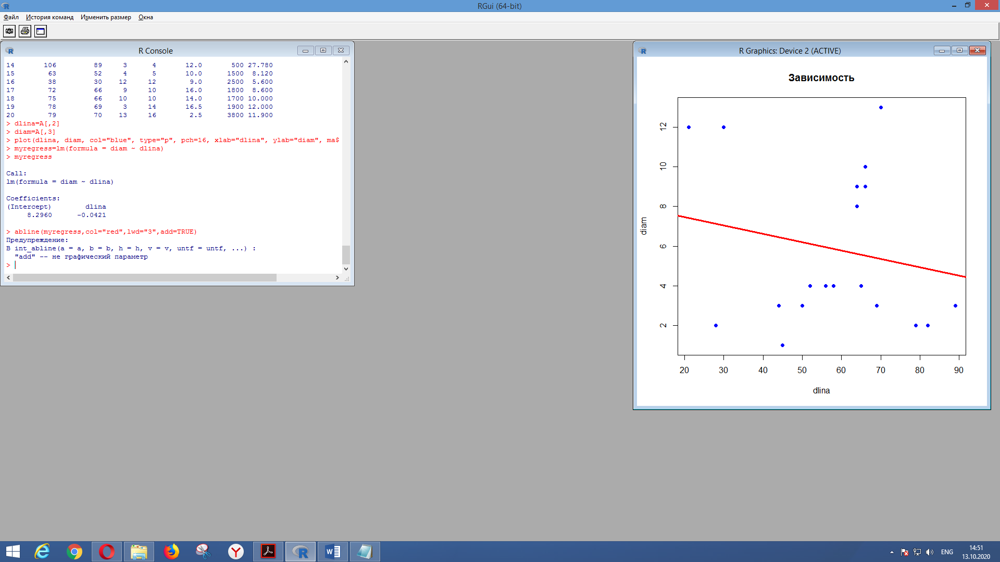 RGui (64-bit)
Файл История команд Изменить размер Окна
R Console
14 106 89 3 4 12.0 500 27.780
15 63 52 4 5 10.0 1500 8.120
16 38 30 12 12 9.0 2500 5.600
17 72 66 9 10 16.0 1800 8.600
18 75 66 10 10 14.0 1700 10.000
19 78 69 3 14 16.5 1900 12.000
20 79 70 13 16 2.5 3800 11.900
> dlina=A[,2]
> diam=A[,3]
> plot(dlina, diam, col="blue", type="p", pch=16, xlab="dlina", ylab="diam", ma$
> myregress=lm(formula = diam ~ dlina)
> myregress
Call:
lm(formula = diam ~ dlina)
Coefficients:
(Intercept) dlina
8.2960 -0.0421
> abline(myregress,col="red",lwd="3",add=TRUE)
Предупреждение:
В int_abline(a = a, b = b, h = h, v = v, untf = untf, ...) :
"add" -- не графический параметр
>
R Graphics: Device 2 (ACTIVE)
Зависимость
12
10
8
6
4
2
diam
20 30 40 50 60 70 80 90
dlina
ENG
14:51
13.10.2020